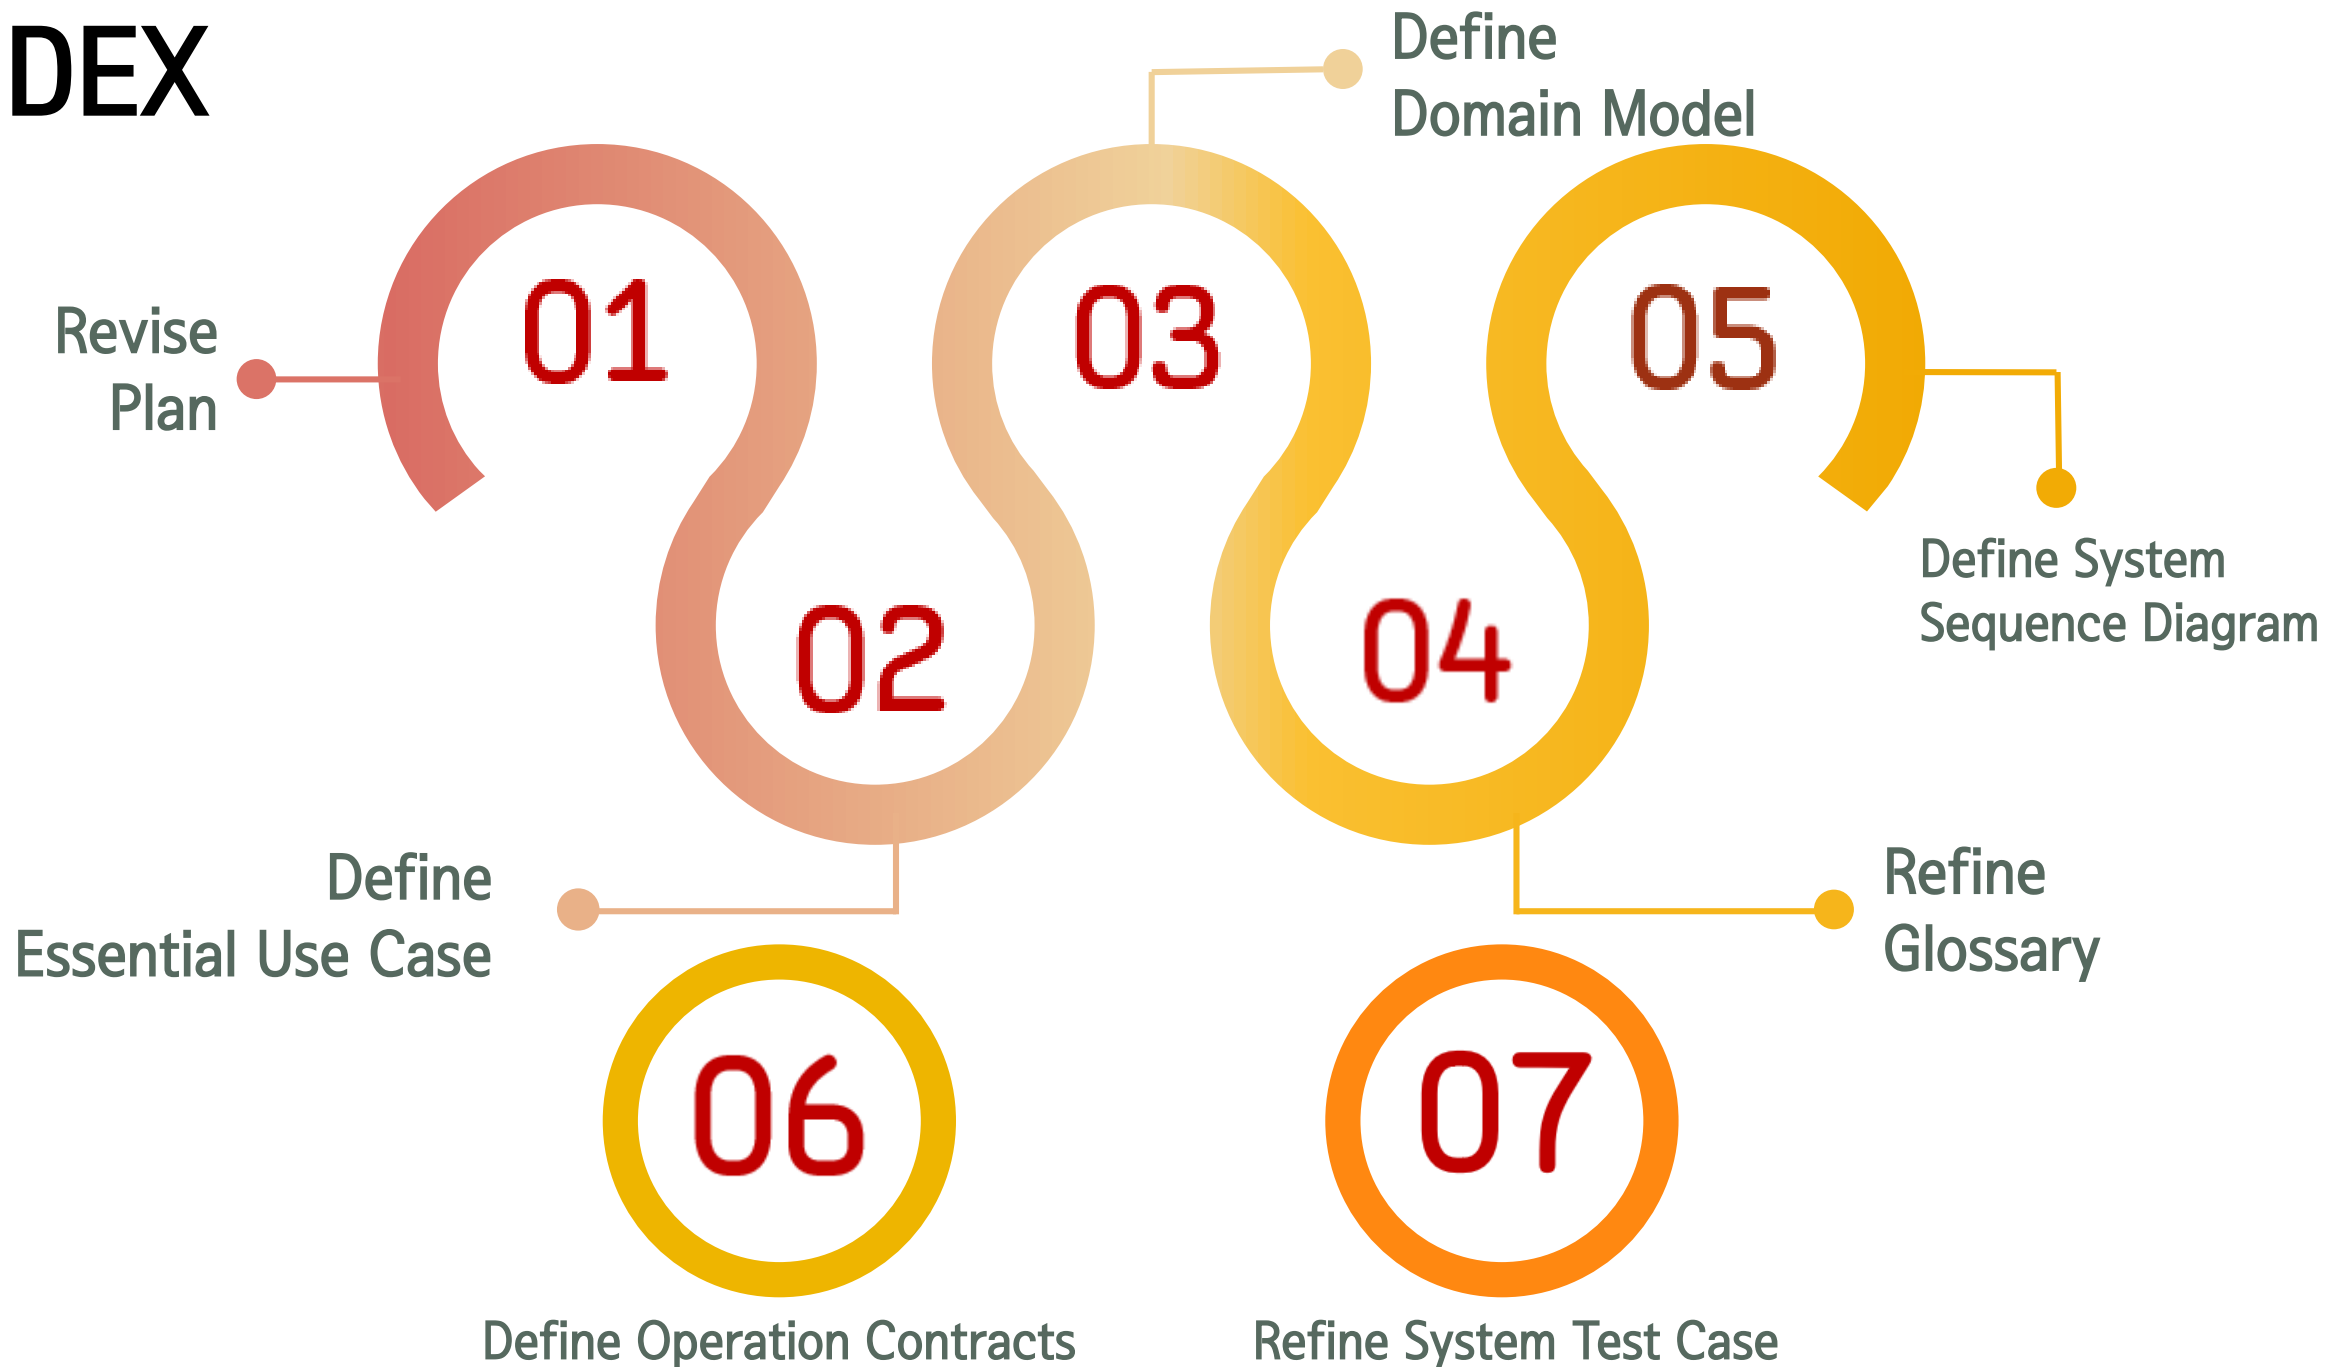 DEX
Define
Domain Model
01
03
05
Revise
Plan
Define System
Sequence Diagram
02
04
Define
Essential Use Case
Refine
Glossary
06
07
Define Operation Contracts
Refine System Test Case